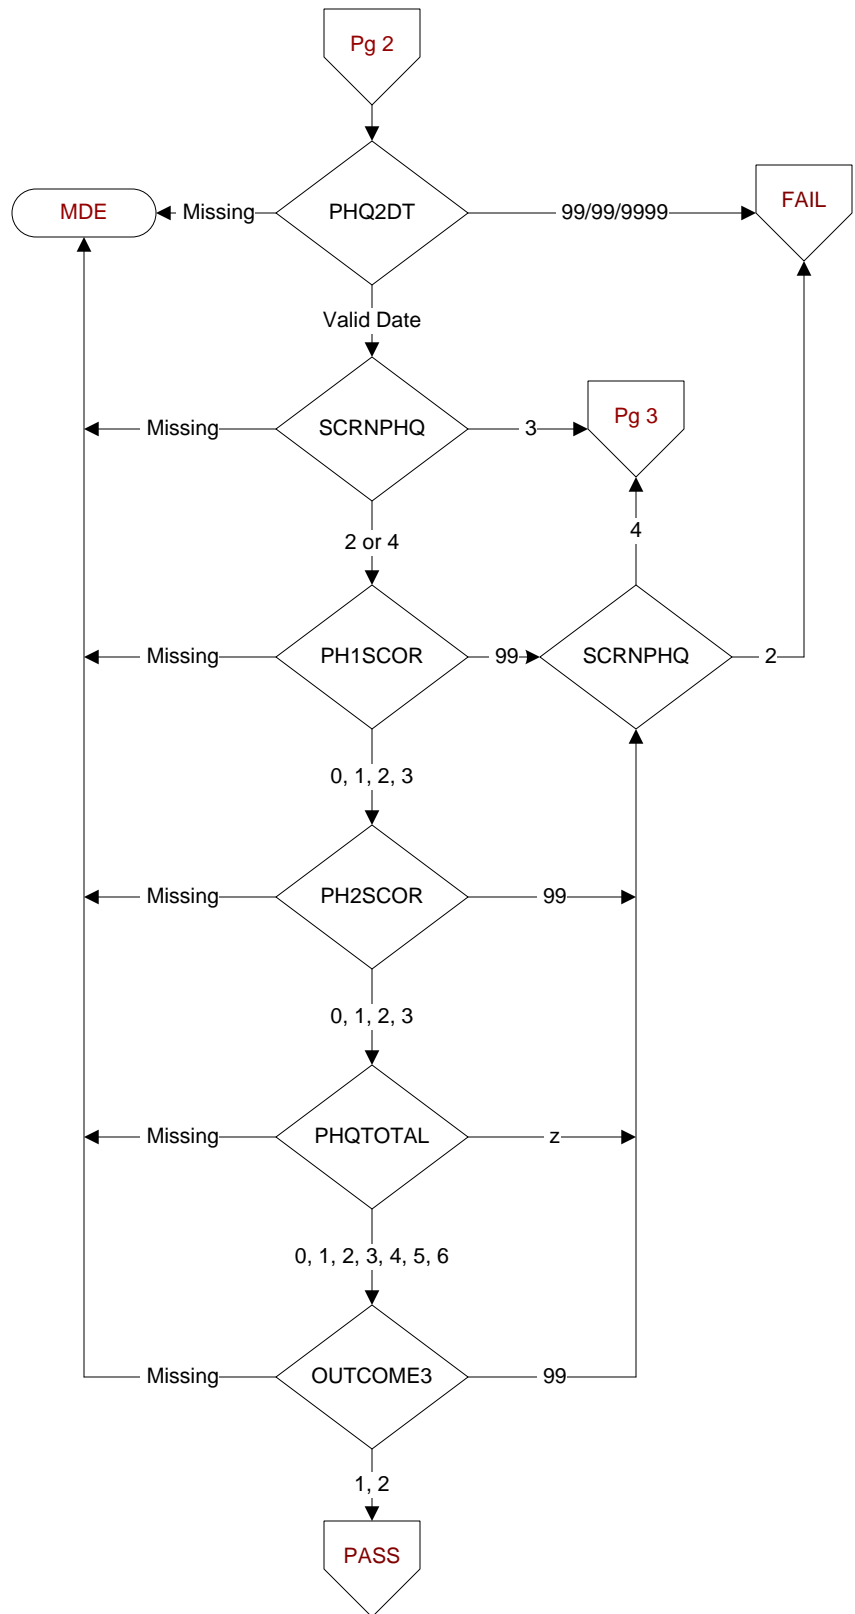 Pg 2
MDE
Missing
PHQ2DT
99/99/9999
FAIL
Valid Date
Missing
SCRNPHQ
3
Pg 3
2 or 4
4
Missing
PH1SCOR
99
SCRNPHQ
2
0, 1, 2, 3
Missing
PH2SCOR
99
0, 1, 2, 3
Missing
PHQTOTAL
z
0, 1, 2, 3, 4, 5, 6
Missing
OUTCOME3
99
1, 2
PASS